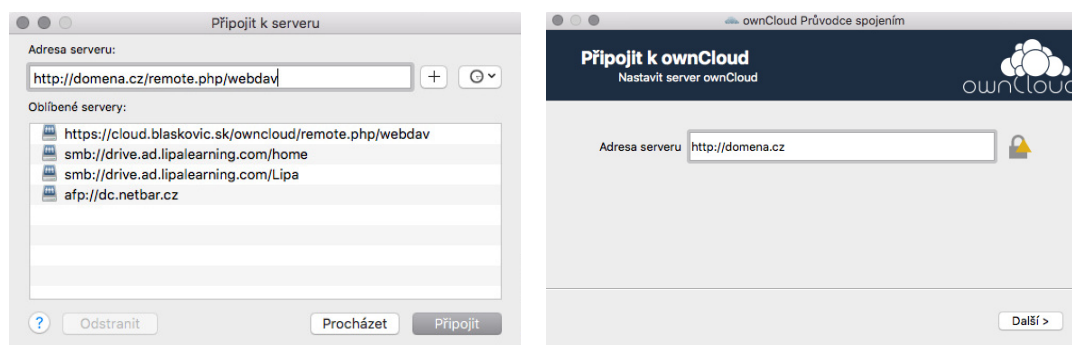 Připojit k serveru
Adresa serveru:
http://domena.cz/remote.php/webdav
Oblíbené servery:
https://cloud.blaskovic.sk/owncloud/remote.php/webdav
smb://drive.ad.lipalearning.com/home
smb://drive.ad.lipalearning.com/Lipa
afp://dc.netbar.cz
? Odstranit Procházet Připojit
ownCloud Průvodce spojením
Připojit k ownCloud
Nastavit server ownCloud
ownCloud
Adresa serveru http://domena.cz
Další >